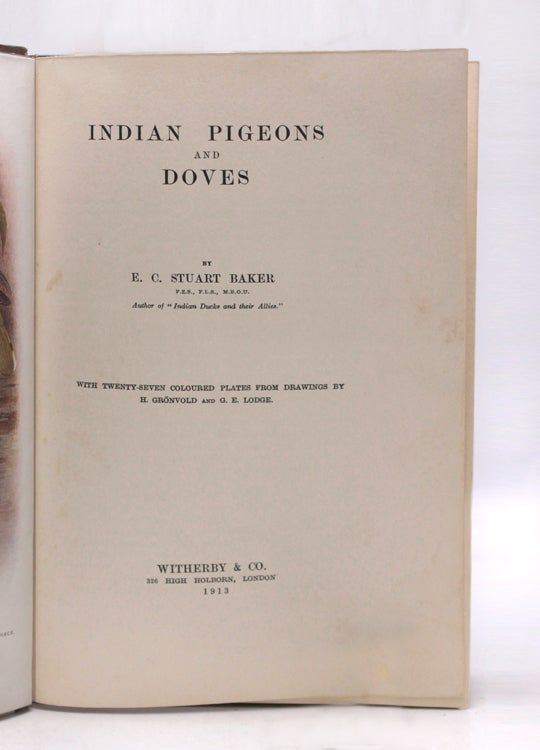 INDIAN PIGEONS
AND
DOVES
BY
E. C. STUART BAKER
F.Z.S., F.L.S., M.B.O.U.
Author of "Indian Ducks and their Allies."
WITH TWENTY-SEVEN COLOURED PLATES FROM DRAWINGS BY
H. GRÖNVOLD AND G. E. LODGE.
WITHERBY & CO.
326 HIGH HOLBORN, LONDON
1913